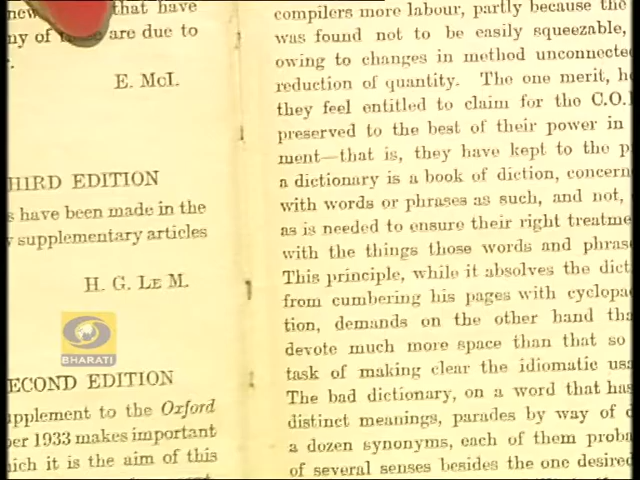 that have
are due to
E. McI.
HIRD EDITION
s have been made in the
supplementary articles
H. G. Le M.
BHARATI
ECOND EDITION
upplement to the Oxford
er 1933 makes important
ich it is the aim of this
compilers more labour, partly because the
was found not to be easily squeezable,
owing to changes in method unconnecte
reduction of quantity. The one merit, h
they feel entitled to claim for the C.O.
preserved to the best of their power in
ment—that is, they have kept to the p
a dictionary is a book of diction, concern
with words or phrases as such, and not,
as is needed to ensure their right treatme
with the things those words and phras
This principle, while it absolves the dict
from cumbering his pages with cyclopa
tion, demands on the other hand tha
devote much more space than that so
task of making clear the idiomatic usa
The bad dictionary, on a word that has
distinct meanings, parades by way of d
a dozen synonyms, each of them proba
of several senses besides the one desired